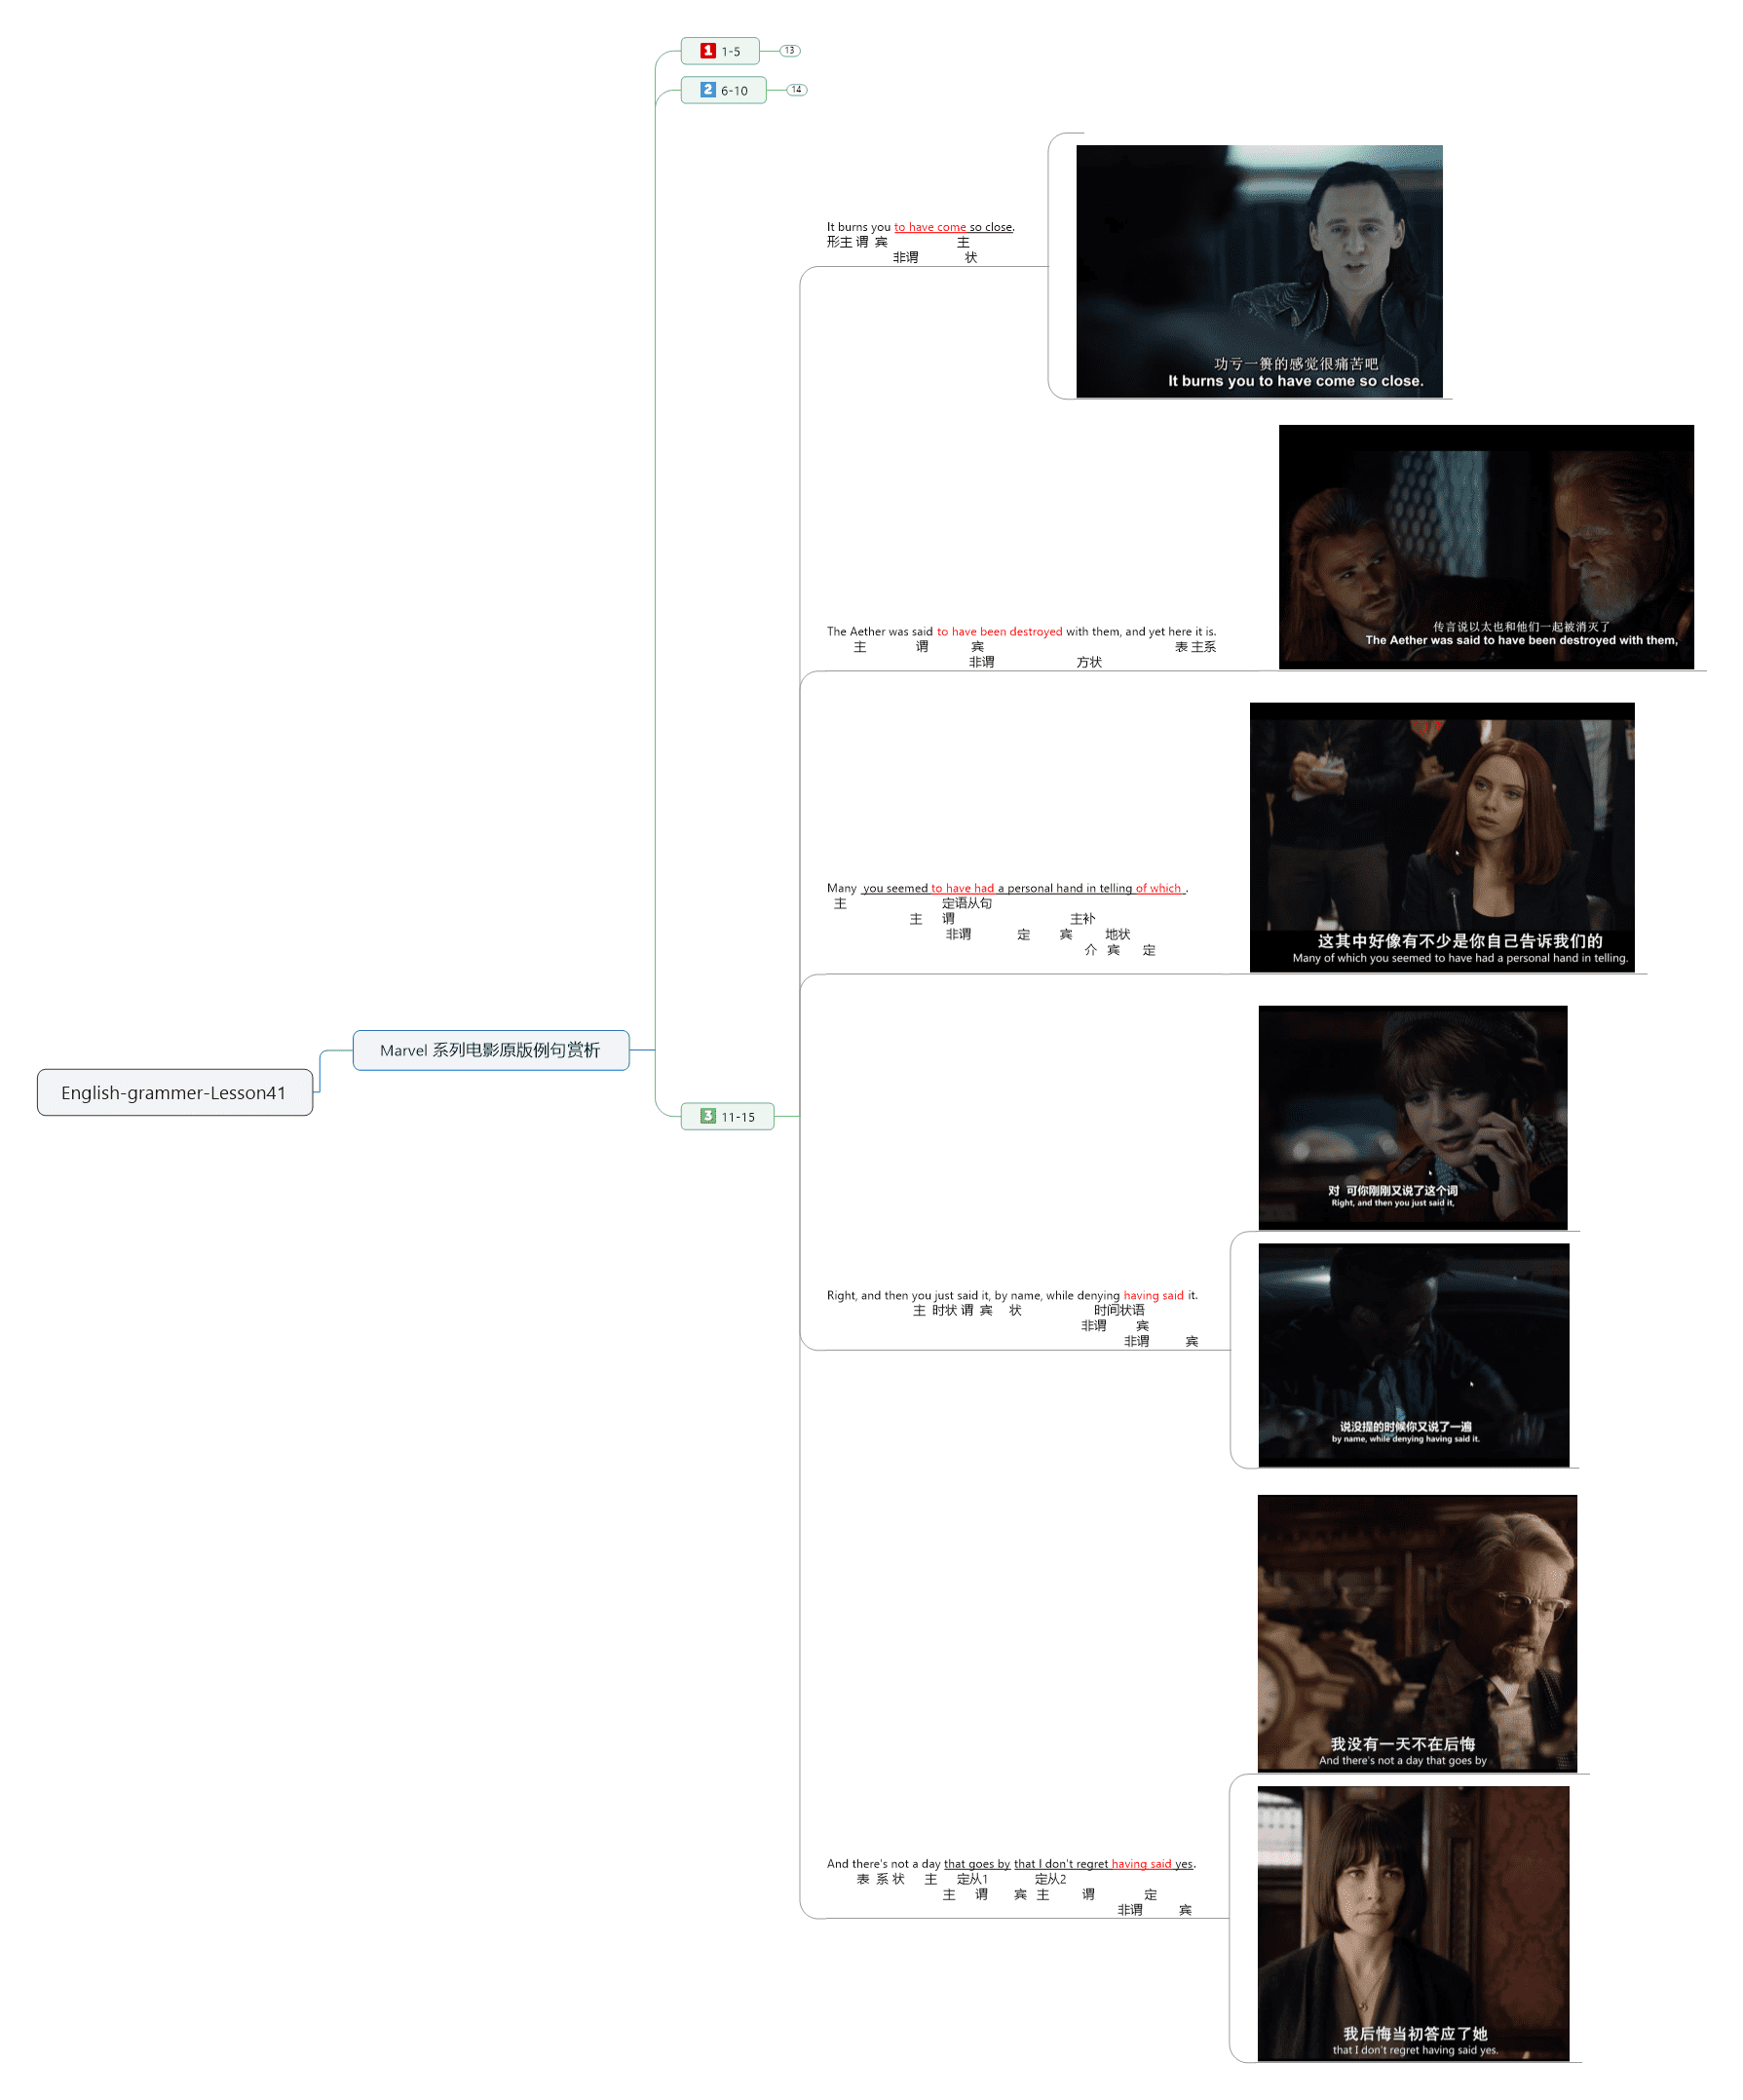 English-grammer-Lesson41
Marvel 系列电影原版例句赏析
1 1-5 13
2 6-10 14
3 11-15
It burns you to have come so close.
形主 谓 宾 主
非谓 状
功亏一篑的感觉很痛苦吧
It burns you to have come so close.
The Aether was said to have been destroyed with them, and yet here it is.
主 谓 宾 表 主系
非谓 方状
传言说以太也和他们一起被消灭了
The Aether was said to have been destroyed with them,
Many you seemed to have had a personal hand in telling of which .
主 定语从句
主 谓 主补
非谓 定 宾 地状
介 宾 定
这其中好像有不少是你自己告诉我们的
Many of which you seemed to have had a personal hand in telling.
Right, and then you just said it, by name, while denying having said it.
主 时状 谓 宾 状 时间状语
非谓 宾
非谓 宾
对 可你刚刚又说了这个词
Right, and then you just said it,
说没提的时候你又说了一遍
by name, while denying having said it.
And there's not a day that goes by that I don't regret having said yes.
表 系 状 主 定从1 定从2
主 谓 宾 主 谓 定
非谓 宾
我没有一天不在后悔
And there's not a day that goes by
我后悔当初答应了她
that I don't regret having said yes.